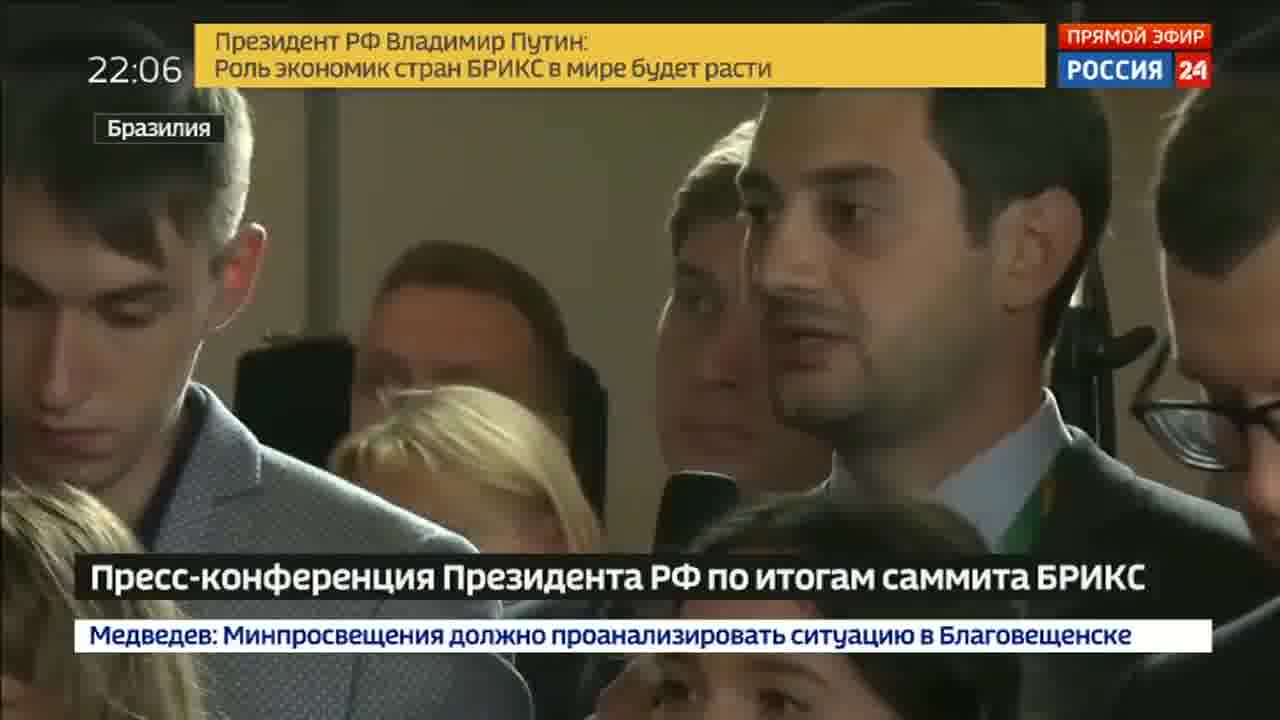 22:06
Президент РФ Владимир Путин:
Роль экономик стран БРИКС в мире будет расти
ПРЯМОЙ ЭФИР
РОССИЯ 24
Бразилия
Пресс-конференция Президента РФ по итогам саммита БРИКС
Медведев: Минпросвещения должно проанализировать ситуацию в Благовещенске